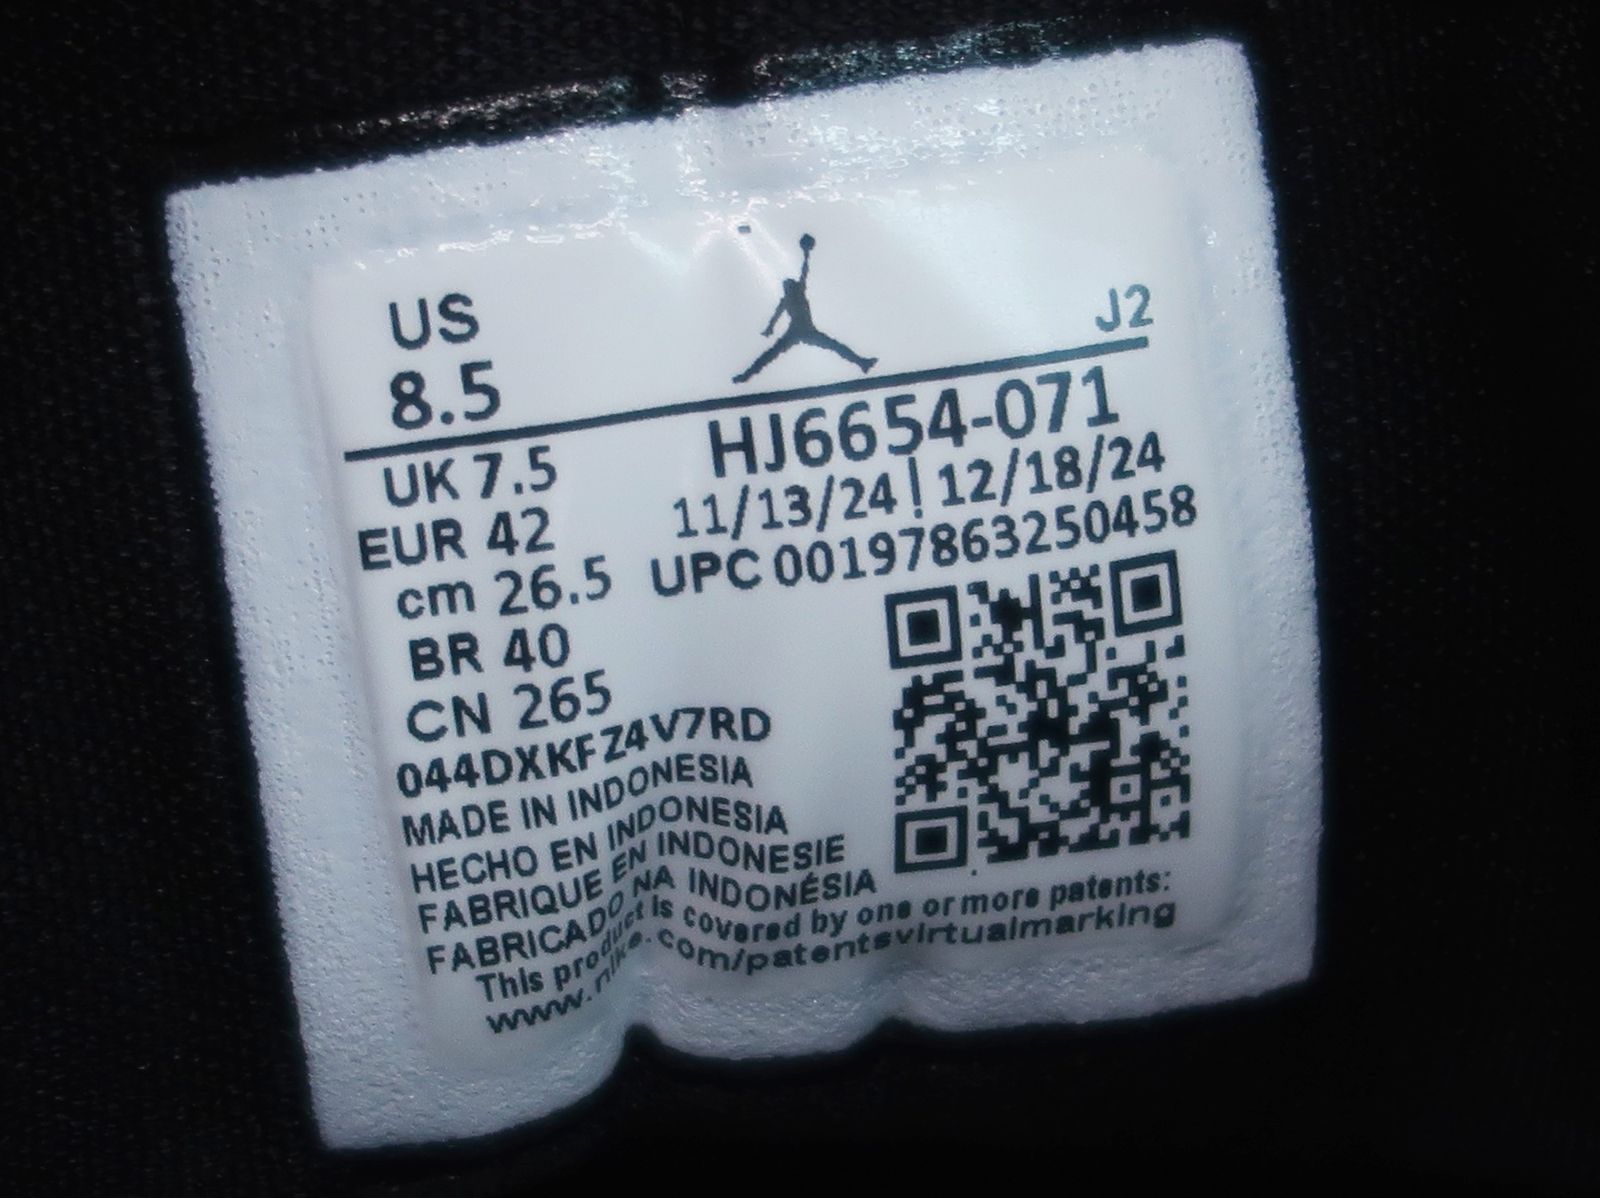 US
8.5
J2
UK 7.5
HJ6654-071
EUR 42
11/13/24 | 12/18/24
cm 26.5
UPC 00197863250458
BR 40
CN 265
044DXKFZ4V7RD
MADE IN INDONESIA
HECHO EN INDONESIA
FABRIQUE EN INDONESIE
FABRICADO NA INDONÉSIA
This product is covered by one or more patents:
www.nike.com/patentsvirtualmarking